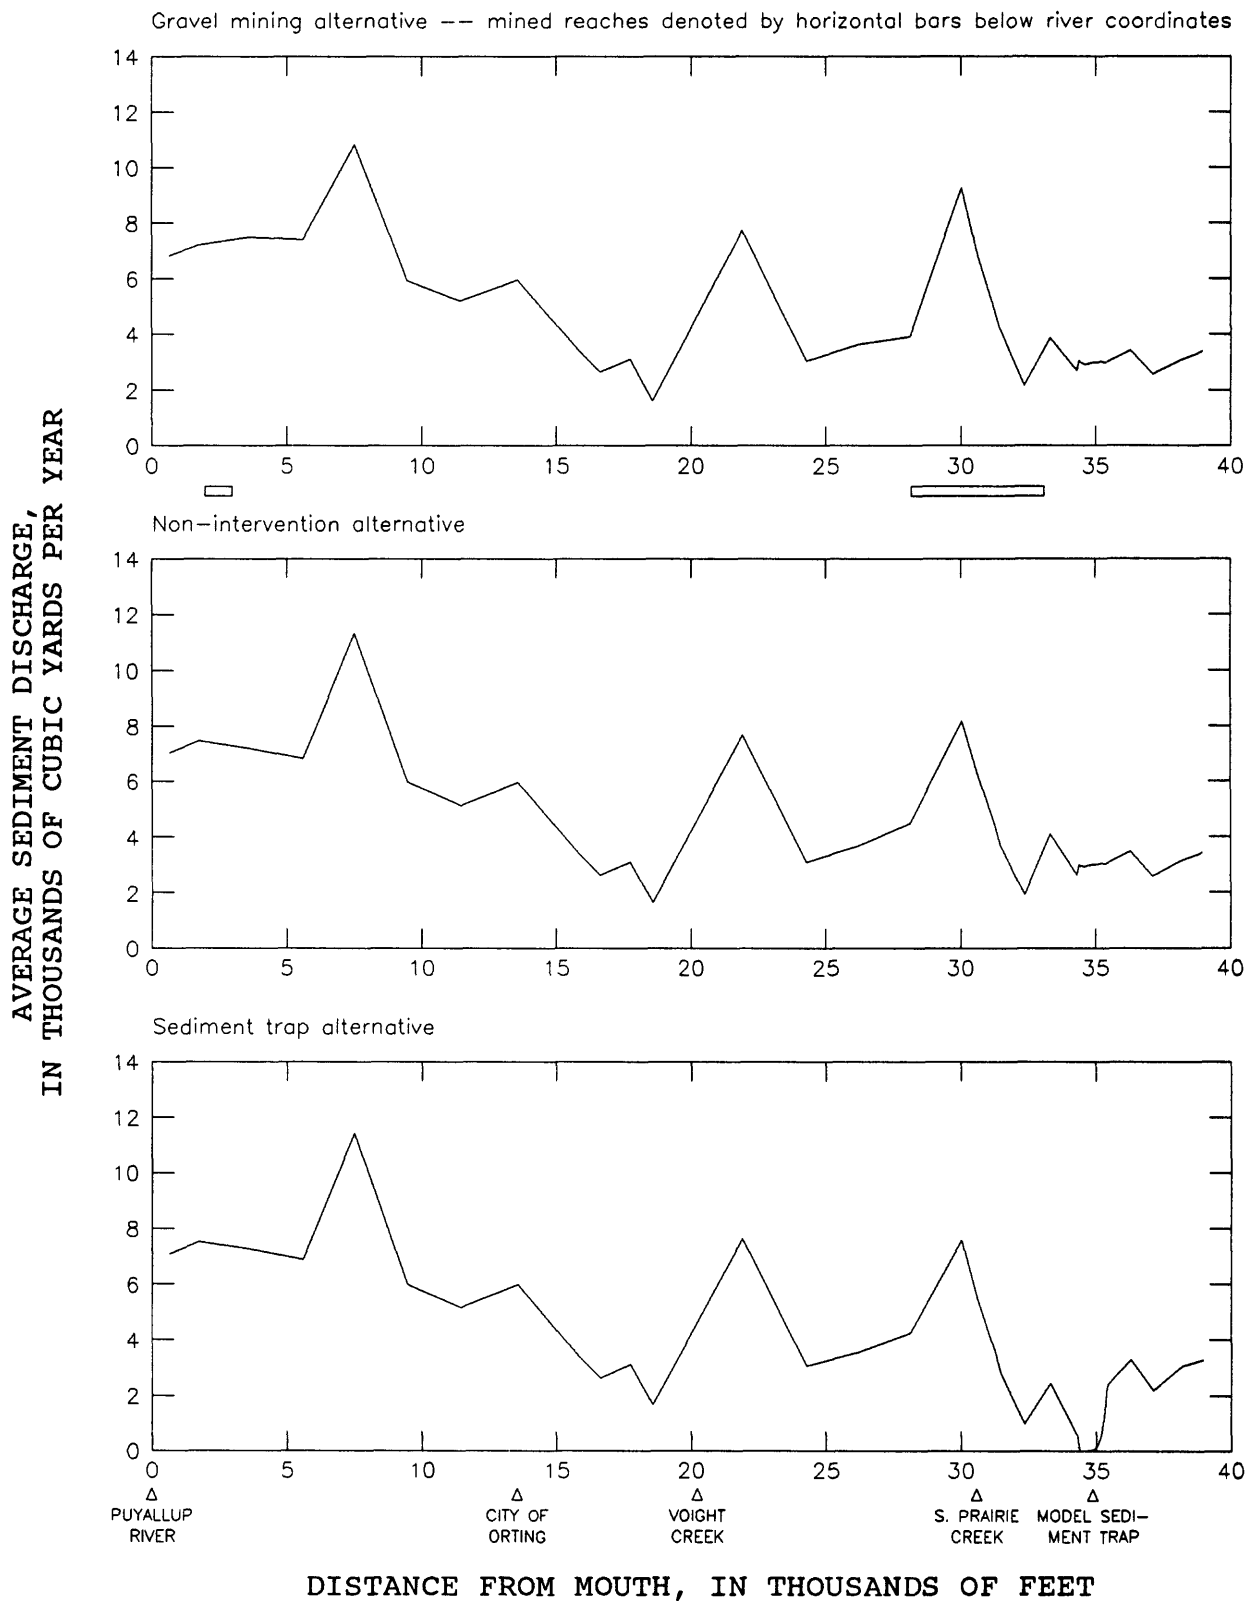 Gravel mining alternative -- mined reaches denoted by horizontal bars below river coordinates
14
12
10
8
6
4
2
0
0 5 10 15 20 25 30 35 40
Non-intervention alternative
14
12
10
8
6
4
2
0
0 5 10 15 20 25 30 35 40
Sediment trap alternative
14
12
10
8
6
4
2
0
0 5 10 15 20 25 30 35 40
PUYALLUP
RIVER
CITY OF
ORTING
VOIGHT
CREEK
S. PRAIRIE
CREEK
MODEL SEDI-
MENT TRAP
AVERAGE SEDIMENT DISCHARGE,
IN THOUSANDS OF CUBIC YARDS PER YEAR
DISTANCE FROM MOUTH, IN THOUSANDS OF FEET